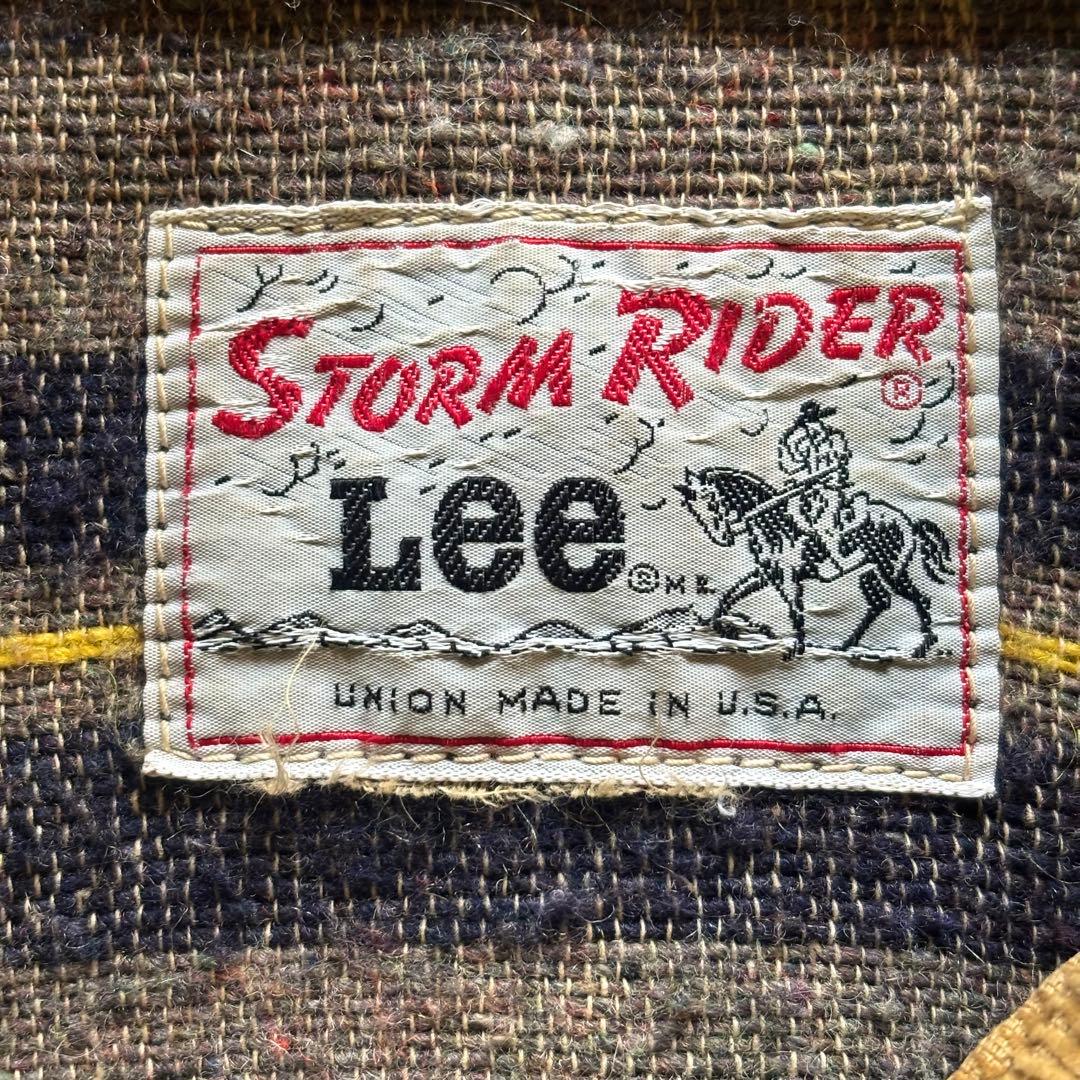 STORM RIDER ®
Lee ® M.R.
UNION MADE IN U.S.A.